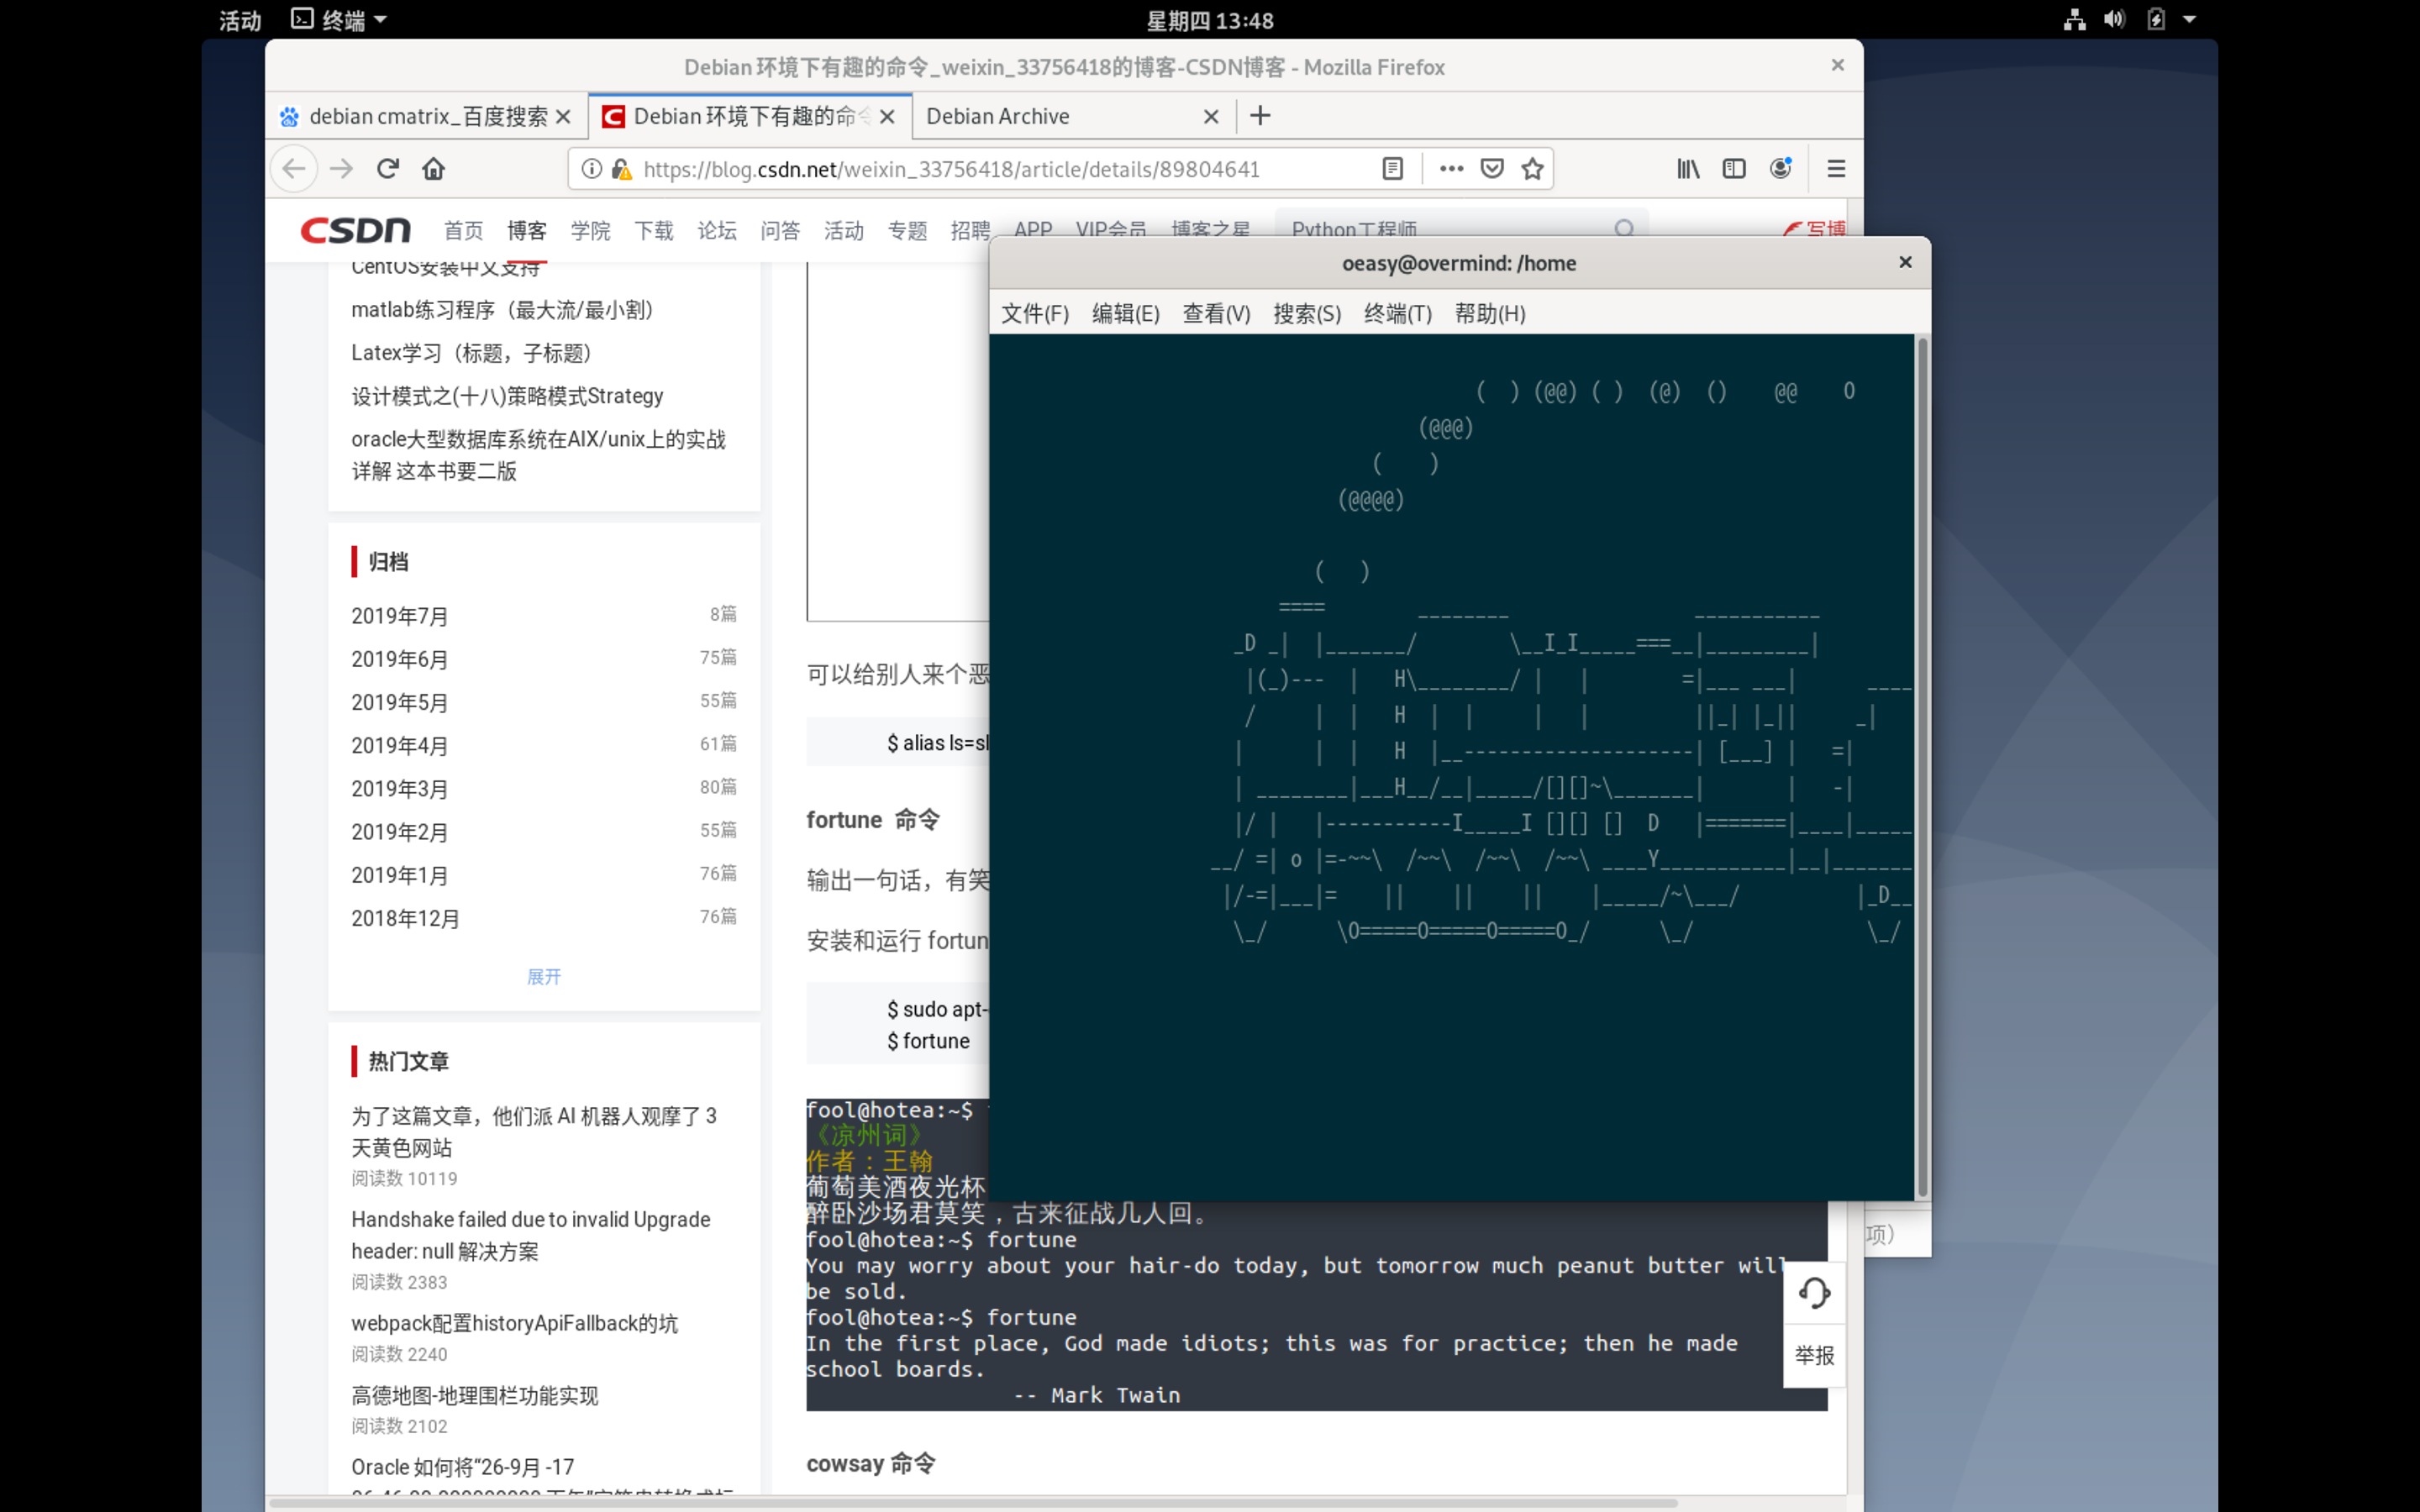 活动 终端 星期四 13:48
Debian 环境下有趣的命令_weixin_33756418的博客-CSDN博客 - Mozilla Firefox
debian cmatrix_百度搜索 Debian 环境下有趣的命令 Debian Archive
https://blog.csdn.net/weixin_33756418/article/details/89804641
CSDN 首页 博客 学院 下载 论坛 问答 活动 专题 招聘 APP VIP会员 博客之星 Python工程师 写博
CentOS安装中文支持
matlab练习程序（最大流/最小割）
Latex学习（标题，子标题）
设计模式之(十八)策略模式Strategy
oracle大型数据库系统在AIX/unix上的实战
详解 这本书要二版
归档
2019年7月 8篇
2019年6月 75篇
2019年5月 55篇
2019年4月 61篇
2019年3月 80篇
2019年2月 55篇
2019年1月 76篇
2018年12月 76篇
展开
热门文章
为了这篇文章，他们派 AI 机器人观摩了 3
天黄色网站
阅读数 10119
Handshake failed due to invalid Upgrade
header: null 解决方案
阅读数 2383
webpack配置historyApiFallback的坑
阅读数 2240
高德地图-地理围栏功能实现
阅读数 2102
Oracle 如何将“26-9月 -17
可以给别人来个恶
$ alias ls=sl
fortune 命令
输出一句话，有笑
安装和运行 fortun
$ sudo apt-
$ fortune
fool@hotea:~$
《凉州词》
作者：王翰
葡萄美酒夜光杯
醉卧沙场君莫笑，古来征战几人回。
fool@hotea:~$ fortune
You may worry about your hair-do today, but tomorrow much peanut butter will
be sold.
fool@hotea:~$ fortune
In the first place, God made idiots; this was for practice; then he made
school boards.
-- Mark Twain
cowsay 命令
oeasy@overmind: /home
文件(F) 编辑(E) 查看(V) 搜索(S) 终端(T) 帮助(H)
项）
举报